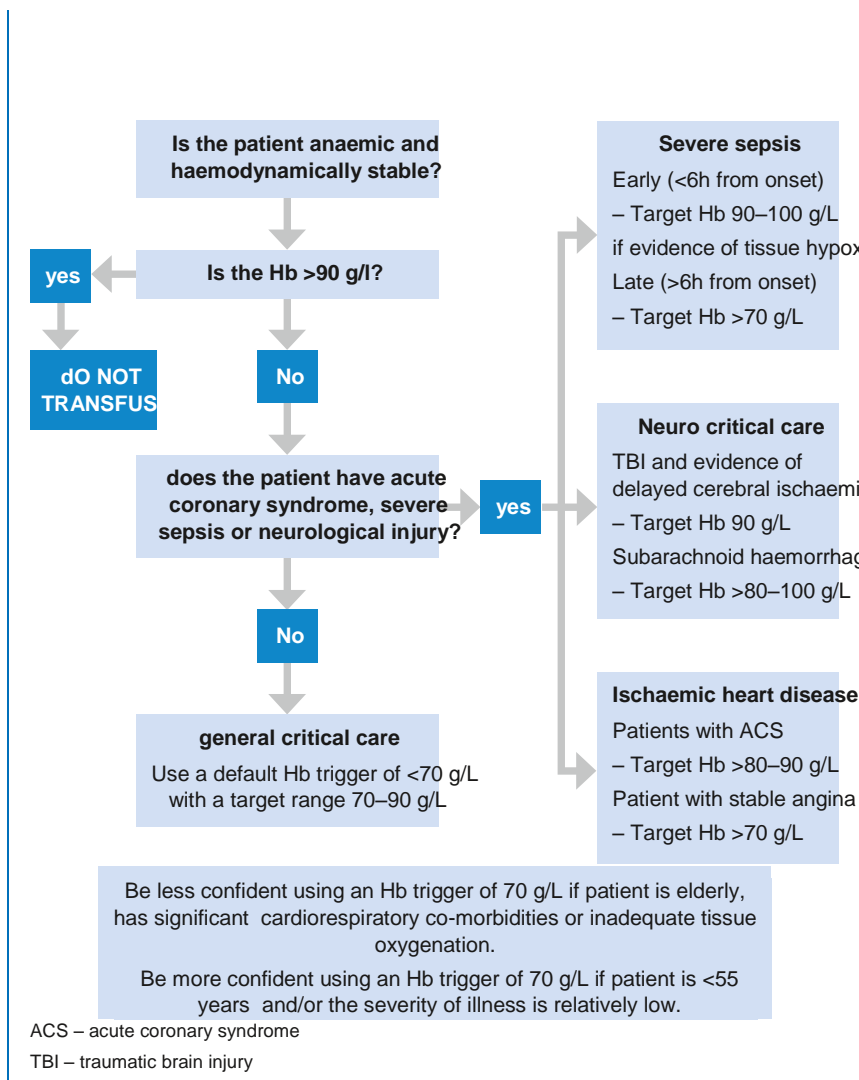 Is the patient anaemic and
haemodynamically stable?
Is the Hb >90 g/l?
yes
dO NOT
TRANSFUS
No
does the patient have acute
coronary syndrome, severe
sepsis or neurological injury?
yes
No
general critical care
Use a default Hb trigger of <70 g/L
with a target range 70–90 g/L
Severe sepsis
Early (<6h from onset)
– Target Hb 90–100 g/L
if evidence of tissue hypox
Late (>6h from onset)
– Target Hb >70 g/L
Neuro critical care
TBI and evidence of
delayed cerebral ischaemi
– Target Hb 90 g/L
Subarachnoid haemorrhag
– Target Hb >80–100 g/L
Ischaemic heart disease
Patients with ACS
– Target Hb >80–90 g/L
Patient with stable angina
– Target Hb >70 g/L
Be less confident using an Hb trigger of 70 g/L if patient is elderly,
has significant cardiorespiratory co-morbidities or inadequate tissue
oxygenation.
Be more confident using an Hb trigger of 70 g/L if patient is <55
years and/or the severity of illness is relatively low.
ACS – acute coronary syndrome
TBI – traumatic brain injury